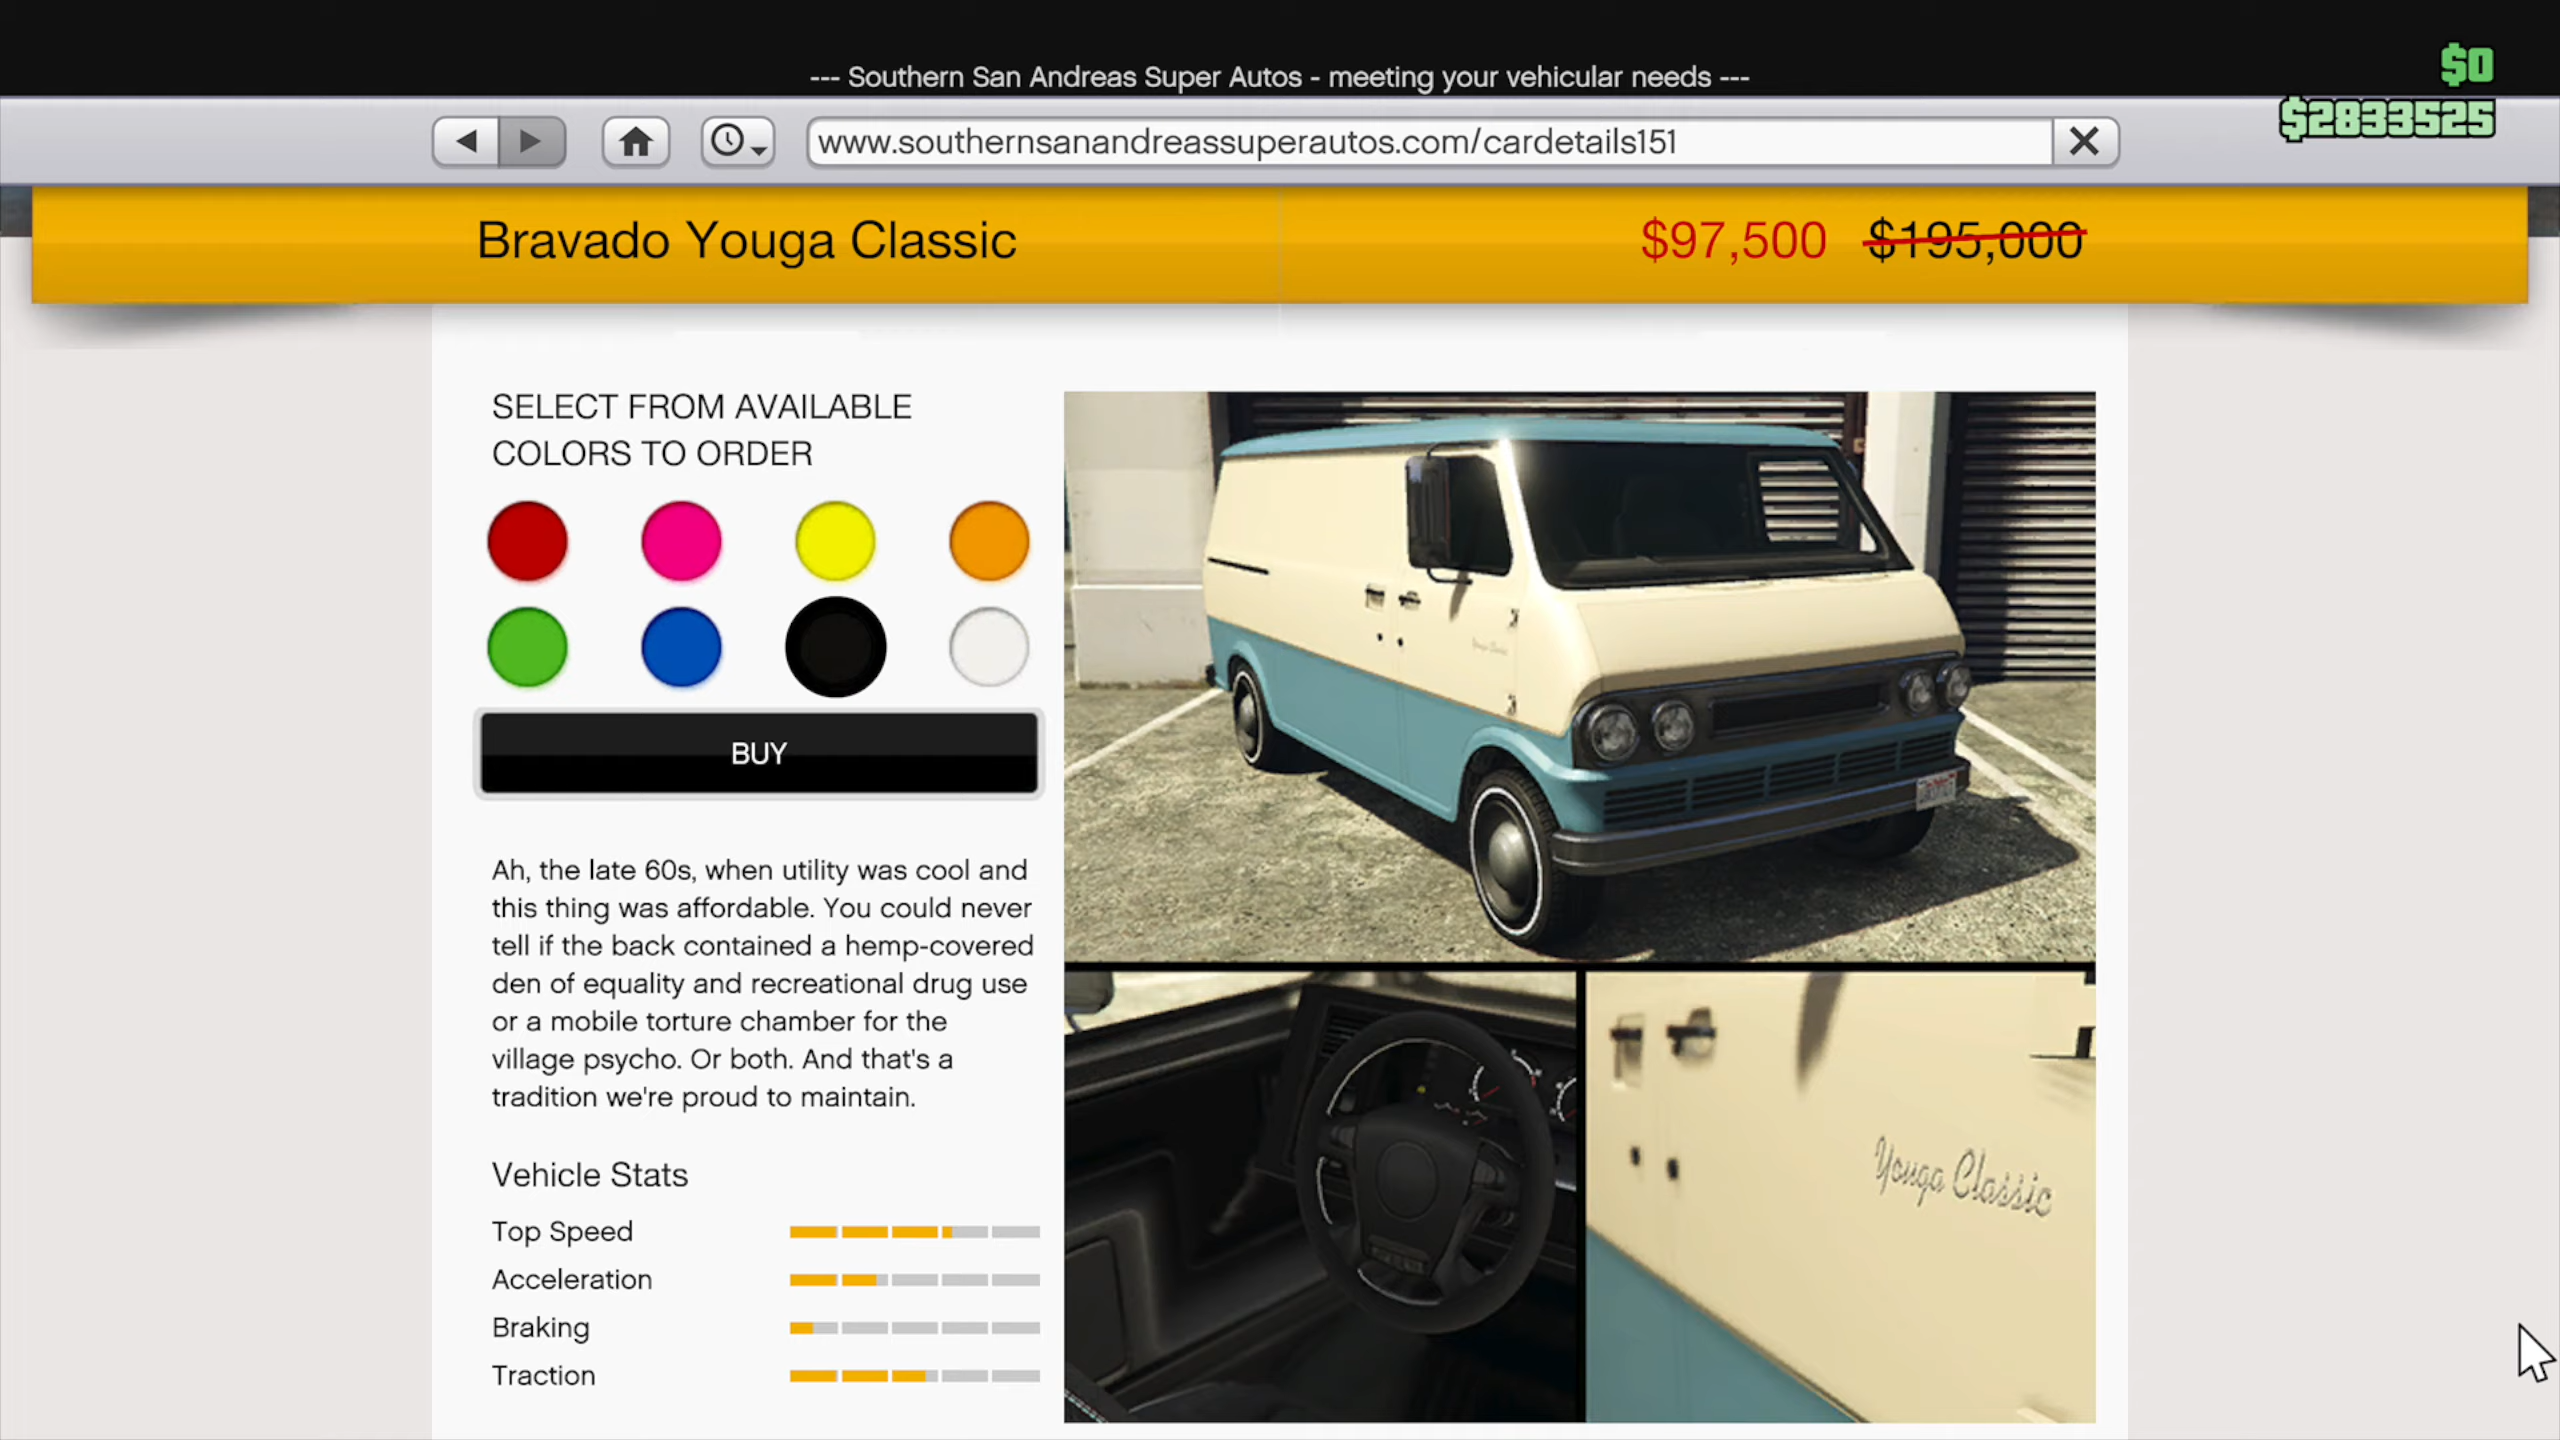 --- Southern San Andreas Super Autos - meeting your vehicular needs ---
$0
$2833525
www.southernsanandreassuperautos.com/cardetails151
Bravado Youga Classic
$97,500 $195,000
SELECT FROM AVAILABLE
COLORS TO ORDER
BUY
Ah, the late 60s, when utility was cool and
this thing was affordable. You could never
tell if the back contained a hemp-covered
den of equality and recreational drug use
or a mobile torture chamber for the
village psycho. Or both. And that's a
tradition we're proud to maintain.
Vehicle Stats
Top Speed
Acceleration
Braking
Traction
Youga Classic